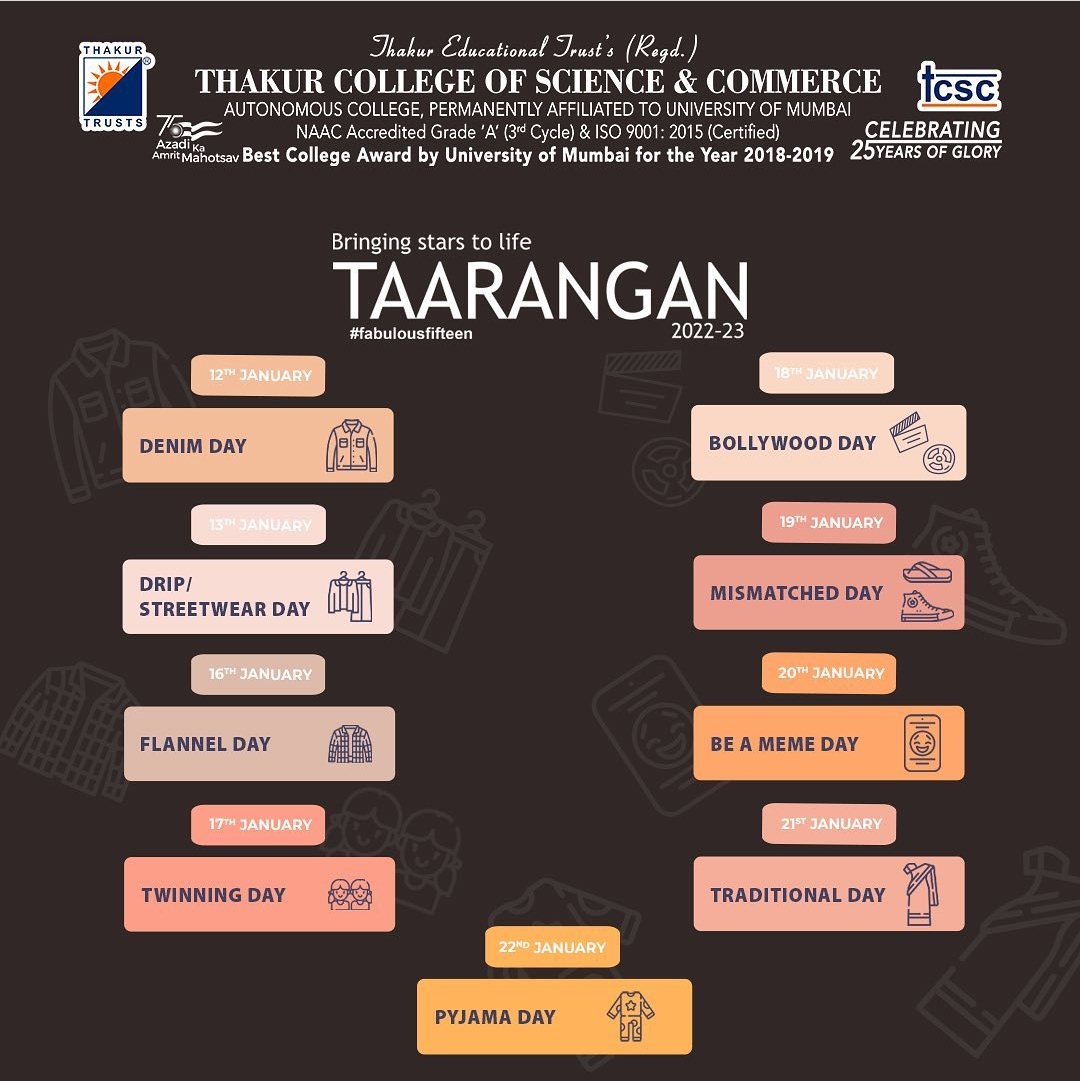 THAKUR
TRUSTS
®
Thakur Educational Trust's (Regd.)
THAKUR COLLEGE OF SCIENCE & COMMERCE
AUTONOMOUS COLLEGE, PERMANENTLY AFFILIATED TO UNIVERSITY OF MUMBAI
NAAC Accredited Grade 'A' (3rd Cycle) & ISO 9001: 2015 (Certified)
Best College Award by University of Mumbai for the Year 2018-2019
75
Azadi Ka
Amrit Mahotsav
tcsc
CELEBRATING
25 YEARS OF GLORY
Bringing stars to life
TAARANGAN
#fabulousfifteen
2022-23
12TH JANUARY
DENIM DAY
13TH JANUARY
DRIP/
STREETWEAR DAY
16TH JANUARY
FLANNEL DAY
17TH JANUARY
TWINNING DAY
18TH JANUARY
BOLLYWOOD DAY
19TH JANUARY
MISMATCHED DAY
20TH JANUARY
BE A MEME DAY
21ST JANUARY
TRADITIONAL DAY
22ND JANUARY
PYJAMA DAY